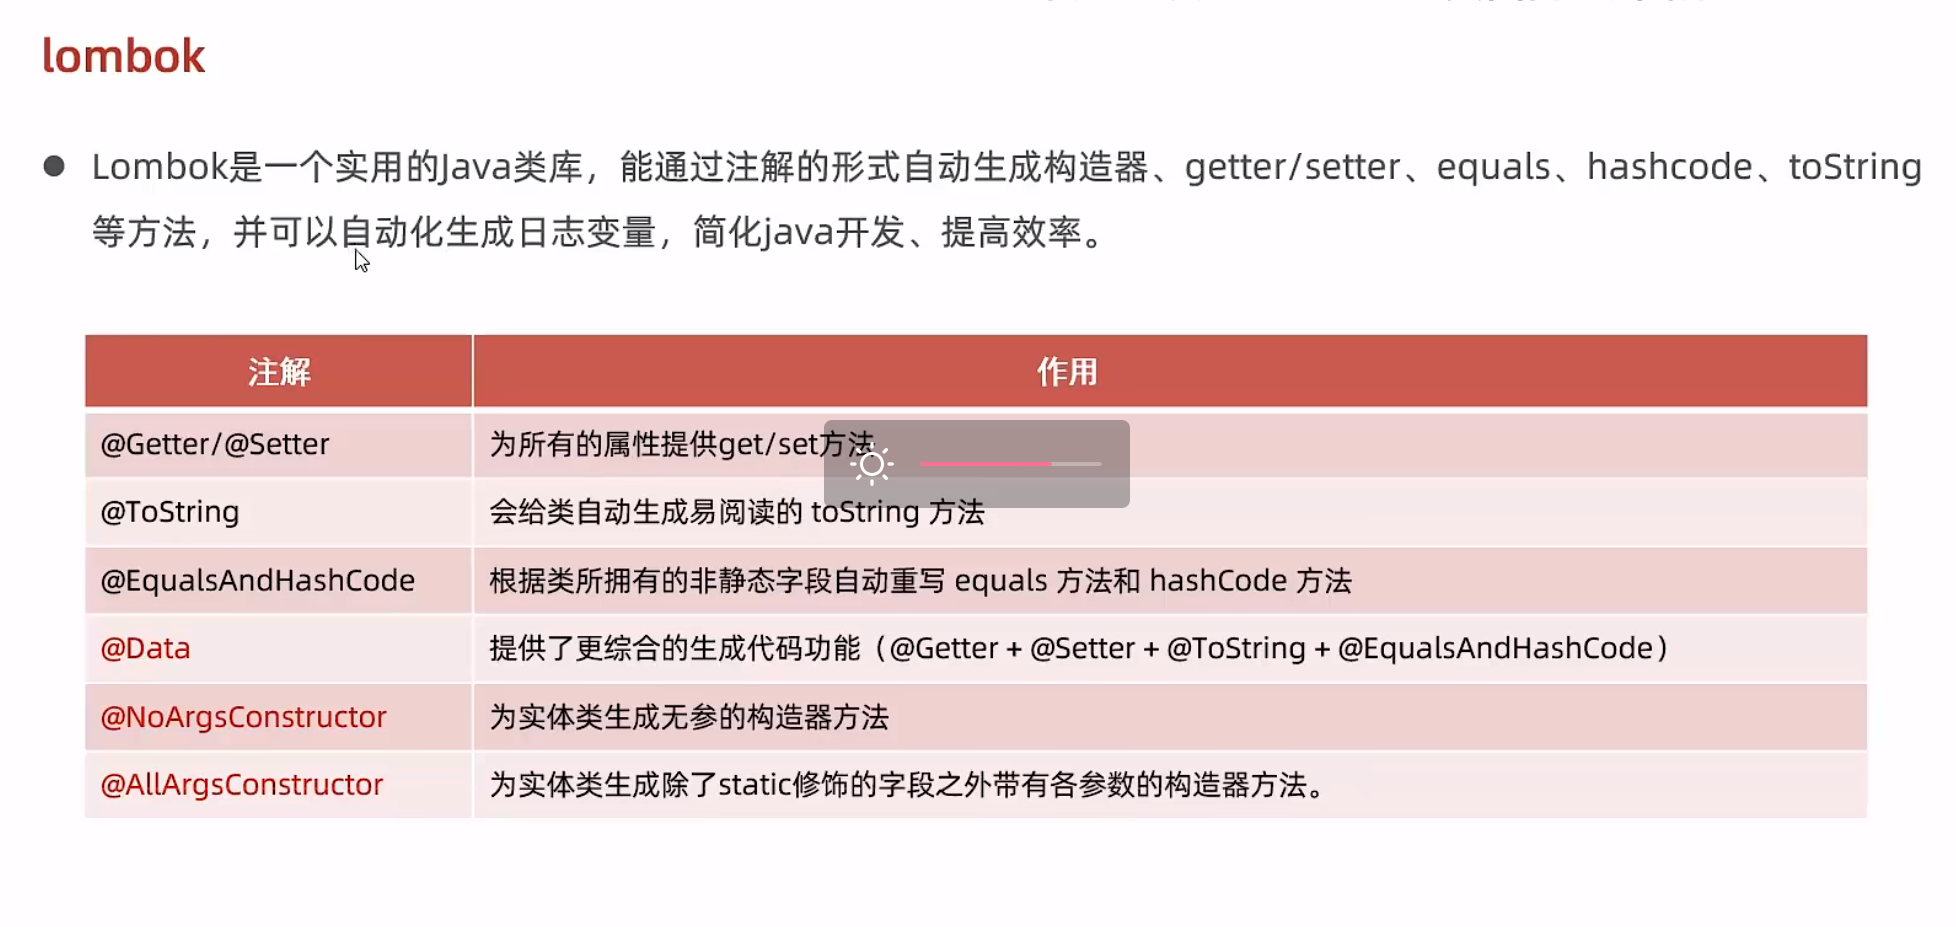 lombok
● Lombok是一个实用的Java类库，能通过注解的形式自动生成构造器、getter/setter、equals、hashcode、toString
等方法，并可以自动化生成日志变量，简化java开发、提高效率。
注解 作用
@Getter/@Setter 为所有的属性提供get/set方法
@ToString 会给类自动生成易阅读的 toString 方法
@EqualsAndHashCode 根据类所拥有的非静态字段自动重写 equals 方法和 hashCode 方法
@Data 提供了更综合的生成代码功能（@Getter + @Setter + @ToString + @EqualsAndHashCode）
@NoArgsConstructor 为实体类生成无参的构造器方法
@AllArgsConstructor 为实体类生成除了static修饰的字段之外带有各参数的构造器方法。